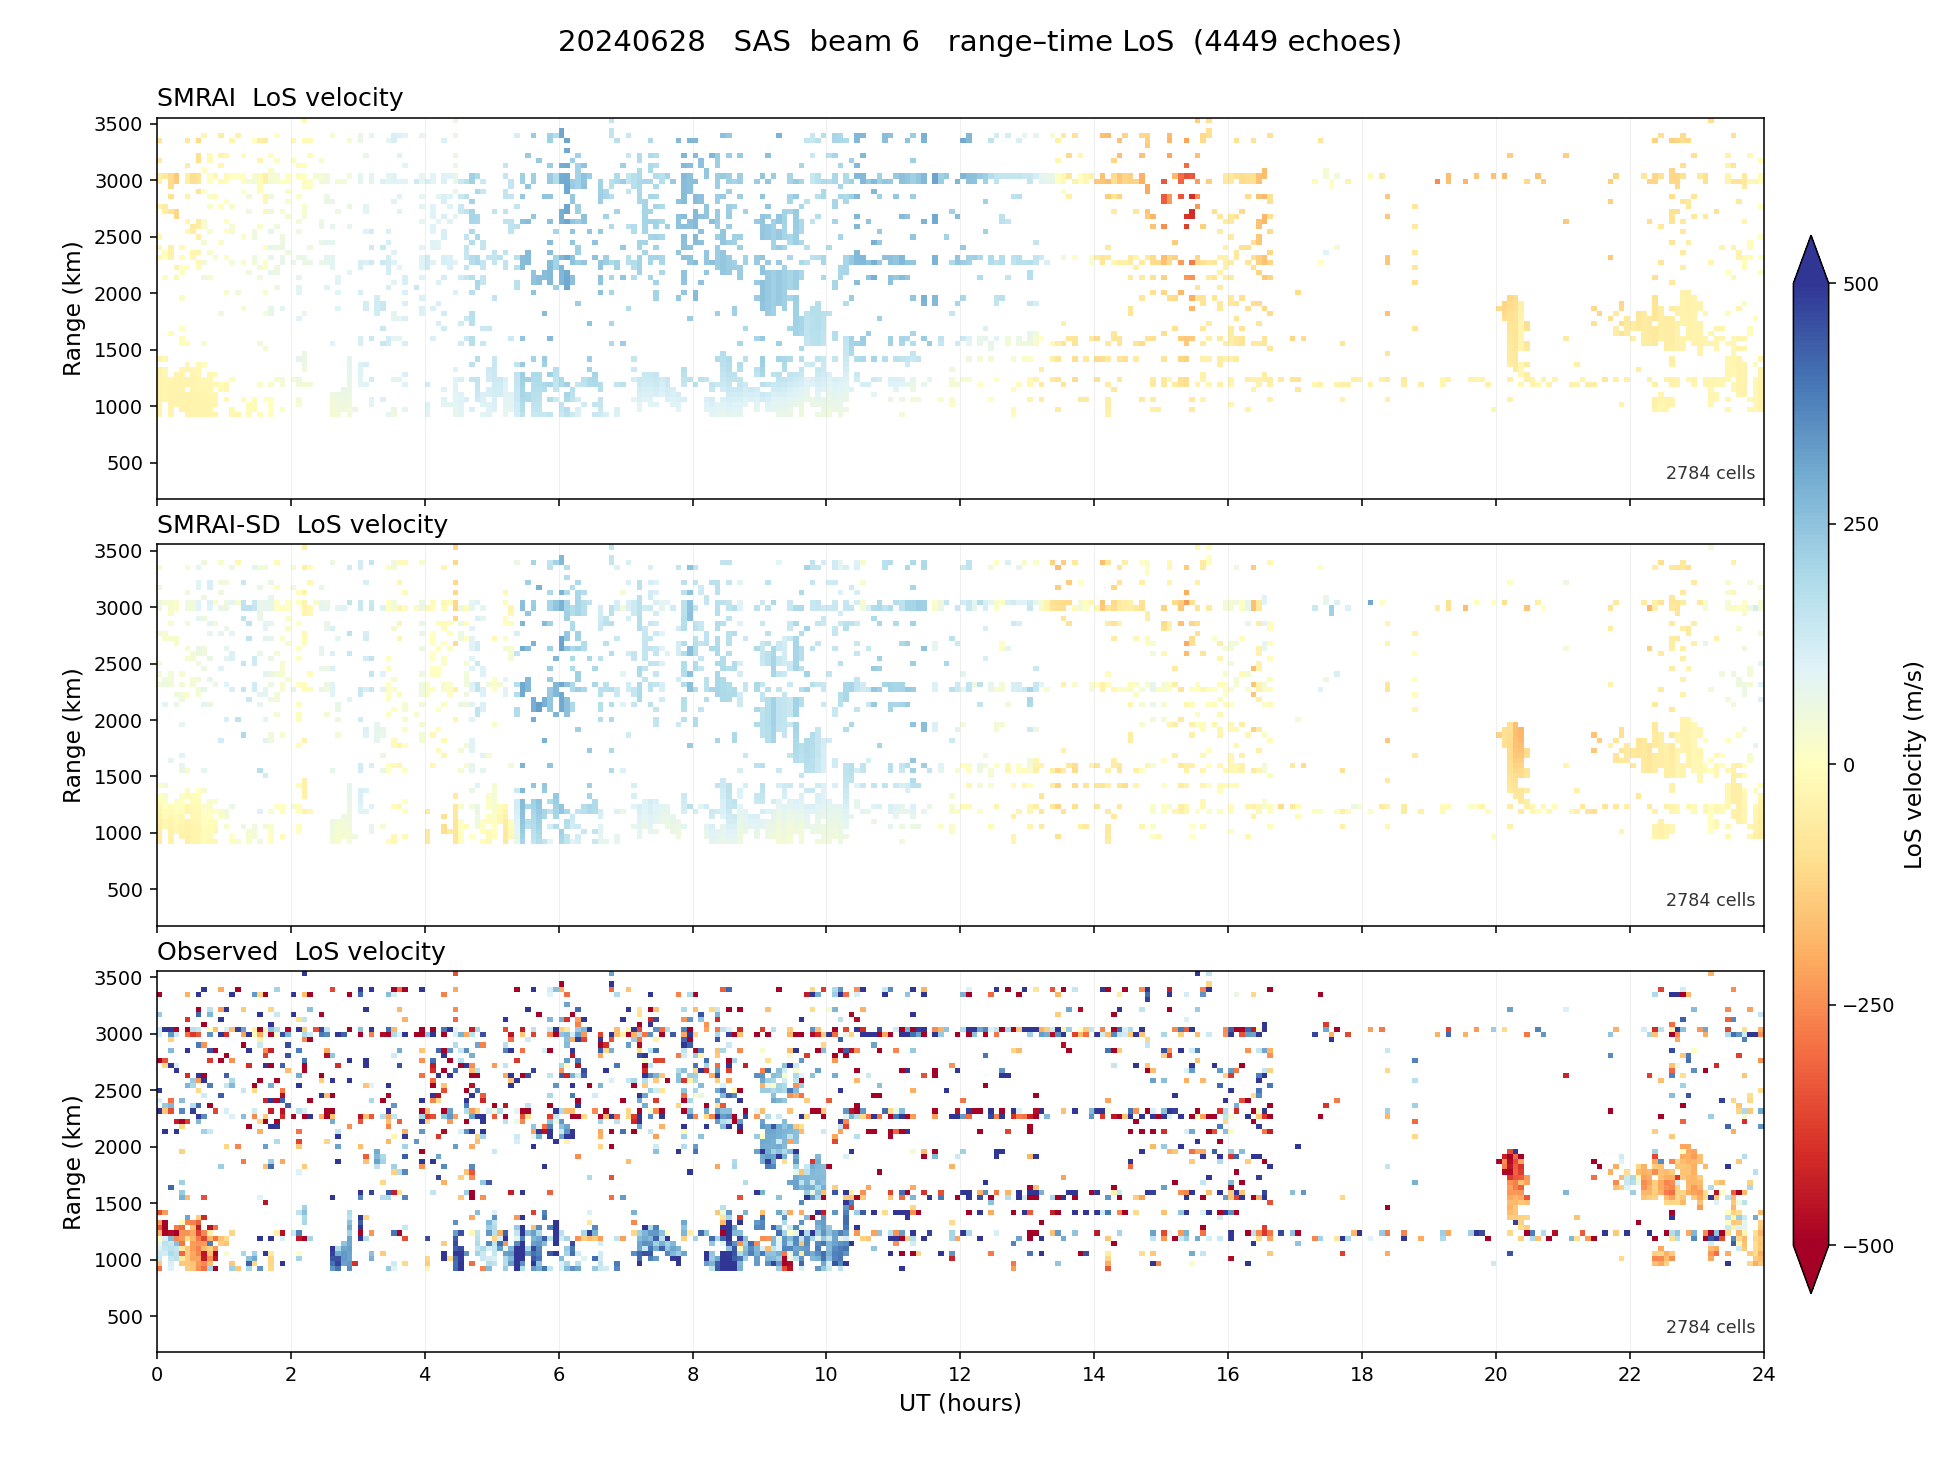 20240628 SAS beam 6 range–time LoS (4449 echoes)
SMRAI LoS velocity
3500
3000
2500
2000
1500
1000
500
Range (km)
2784 cells
SMRAI-SD LoS velocity
3500
3000
2500
2000
1500
1000
500
Range (km)
2784 cells
Observed LoS velocity
3500
3000
2500
2000
1500
1000
500
Range (km)
2784 cells
0 2 4 6 8 10 12 14 16 18 20 22 24
UT (hours)
500
250
0
−250
−500
LoS velocity (m/s)